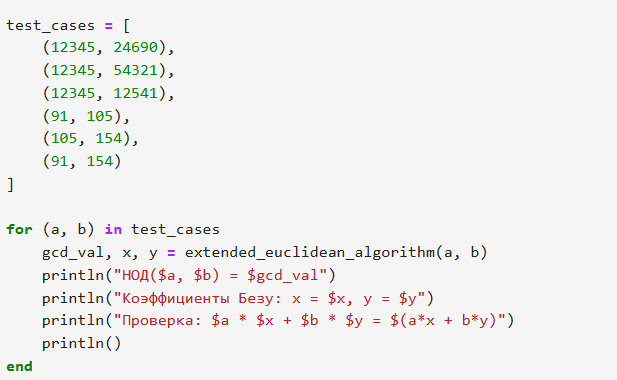 test_cases = [
    (12345, 24690),
    (12345, 54321),
    (12345, 12541),
    (91, 105),
    (105, 154),
    (91, 154)
]

for (a, b) in test_cases
    gcd_val, x, y = extended_euclidean_algorithm(a, b)
    println("НОД($a, $b) = $gcd_val")
    println("Коэффициенты Безу: x = $x, y = $y")
    println("Проверка: $a * $x + $b * $y = $(a*x + b*y)")
    println()
end